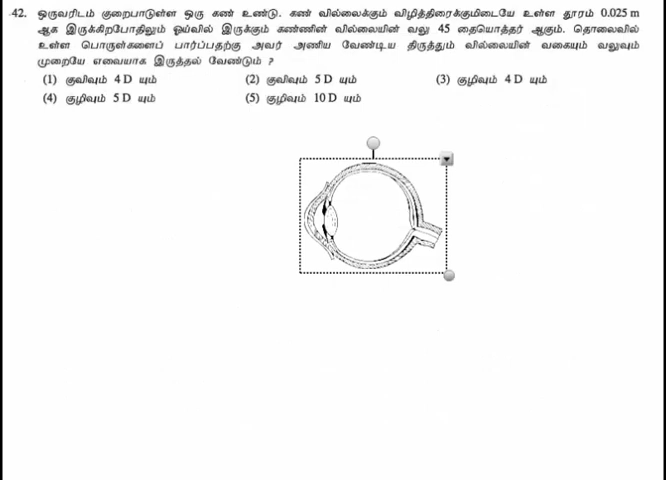 42. ஒருவரிடம் குறைபாடுள்ள ஒரு கண் உண்டு. கண் வில்லைக்கும் விழித்திரைக்குமிடையே உள்ள தூரம் 0.025 m
ஆக இருக்கிறபோதிலும் ஓய்வில் இருக்கும் கண்ணின் வில்லையின் வலு 45 தையொத்தர் ஆகும். தொலைவில்
உள்ள பொருள்களைப் பார்ப்பதற்கு அவர் அணிய வேண்டிய திருத்தும் வில்லையின் வகையும் வலுவும்
முறையே எவையாக இருத்தல் வேண்டும் ?
(1) குவிவும் 4 D யும் (2) குவிவும் 5 D யும் (3) குழிவும் 4 D யும்
(4) குழிவும் 5 D யும் (5) குழிவும் 10 D யும்